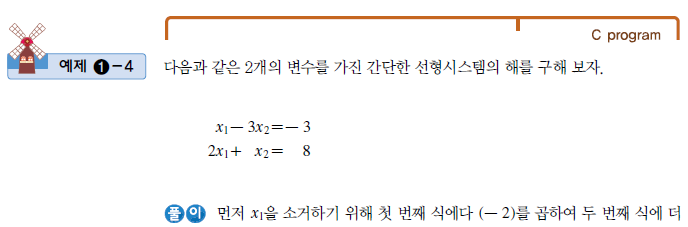 C program
예제 ❶-4
다음과 같은 2개의 변수를 가진 간단한 선형시스템의 해를 구해 보자.
x₁− 3x₂=− 3
2x₁+ x₂= 8
풀이 먼저 x₁을 소거하기 위해 첫 번째 식에다 (− 2)를 곱하여 두 번째 식에 더